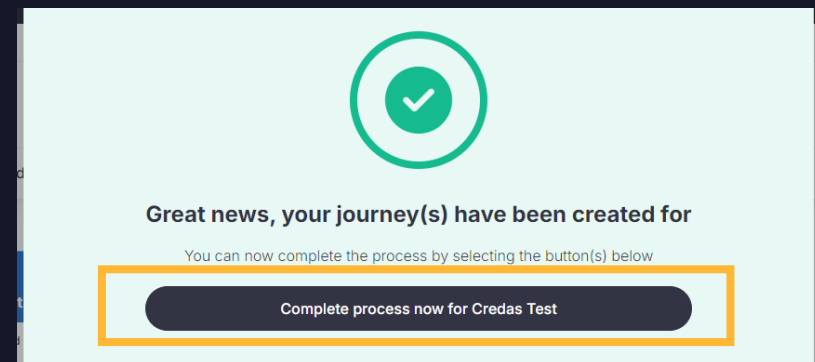 Great news, your journey(s) have been created for
You can now complete the process by selecting the button(s) below
Complete process now for Credas Test